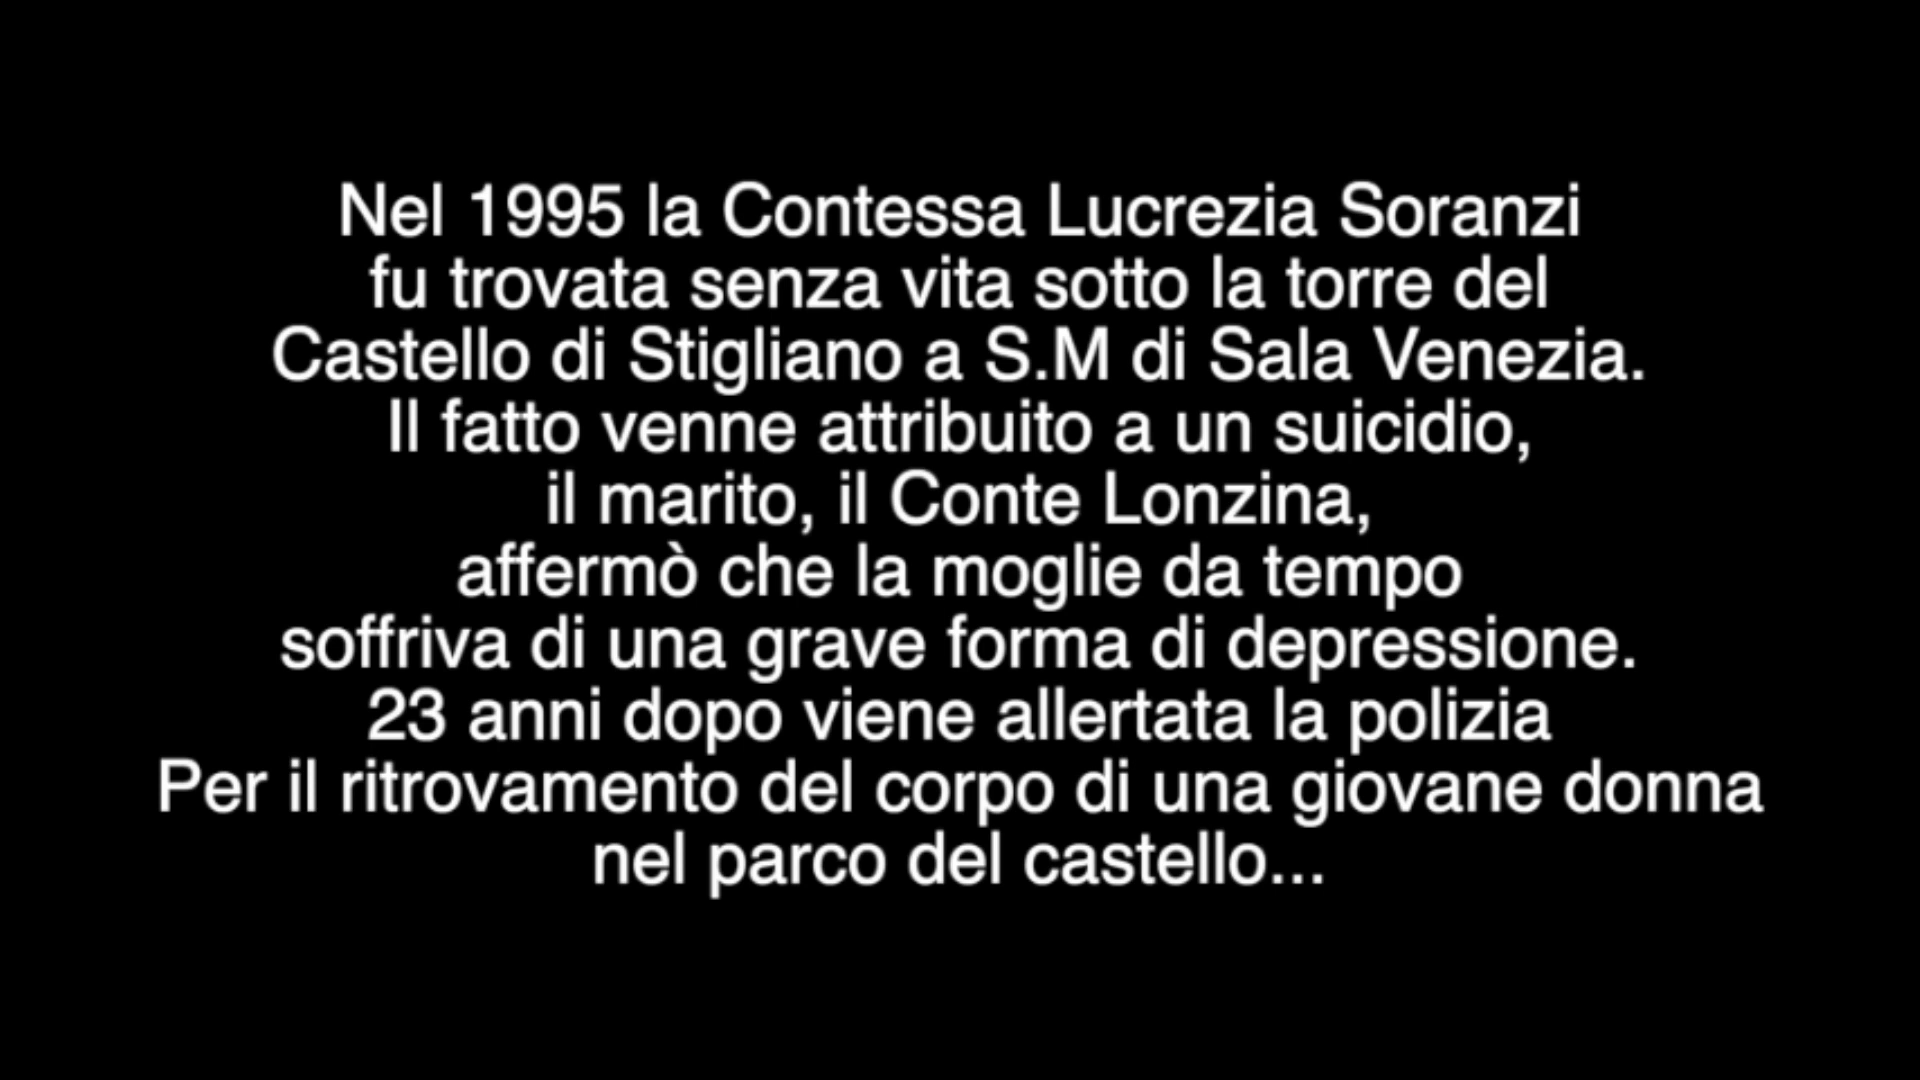 Nel 1995 la Contessa Lucrezia Soranzi
fu trovata senza vita sotto la torre del
Castello di Stigliano a S.M di Sala Venezia.
Il fatto venne attribuito a un suicidio,
il marito, il Conte Lonzina,
affermò che la moglie da tempo
soffriva di una grave forma di depressione.
23 anni dopo viene allertata la polizia
Per il ritrovamento del corpo di una giovane donna
nel parco del castello...